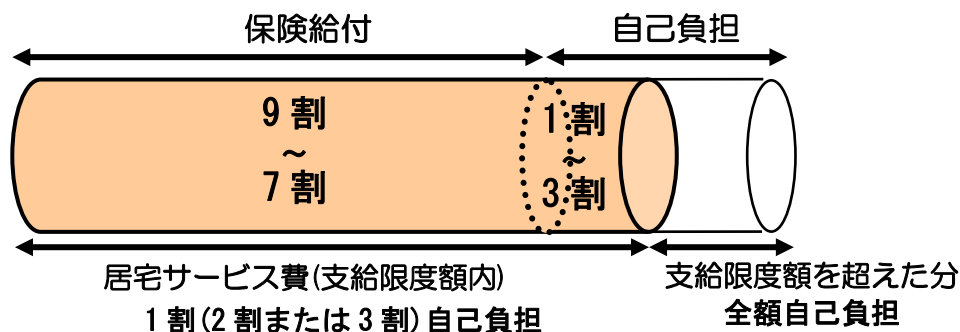 保険給付
自己負担
9割
～
7割
1割
～
3割
居宅サービス費(支給限度額内)
1割(2割または3割)自己負担
支給限度額を超えた分
全額自己負担